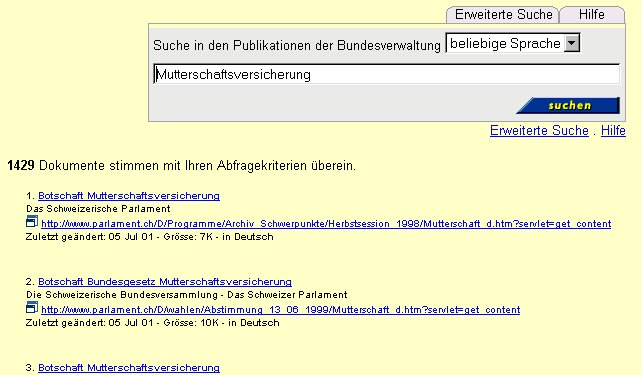 Erweiterte Suche Hilfe
Suche in den Publikationen der Bundesverwaltung beliebige Sprache
Mutterschaftsversicherung
suchen
Erweiterte Suche . Hilfe
1429 Dokumente stimmen mit Ihren Abfragekriterien überein.
1. Botschaft Mutterschaftsversicherung
Das Schweizerische Parlament
http://www.parlament.ch/D/Programme/Archiv_Schwerpunkte/Herbstsession_1998/Mutterschaft_d.htm?servlet=get_content
Zuletzt geändert: 05 Jul 01 - Grösse: 7K - in Deutsch
2. Botschaft Bundesgesetz Mutterschaftsversicherung
Die Schweizerische Bundesversammlung - Das Schweizer Parlament
http://www.parlament.ch/D/wahlen/Abstimmung_13_06_1999/Mutterschaft_d.htm?servlet=get_content
Zuletzt geändert: 05 Jul 01 - Grösse: 10K - in Deutsch
3. Botschaft Mutterschaftsversicherung